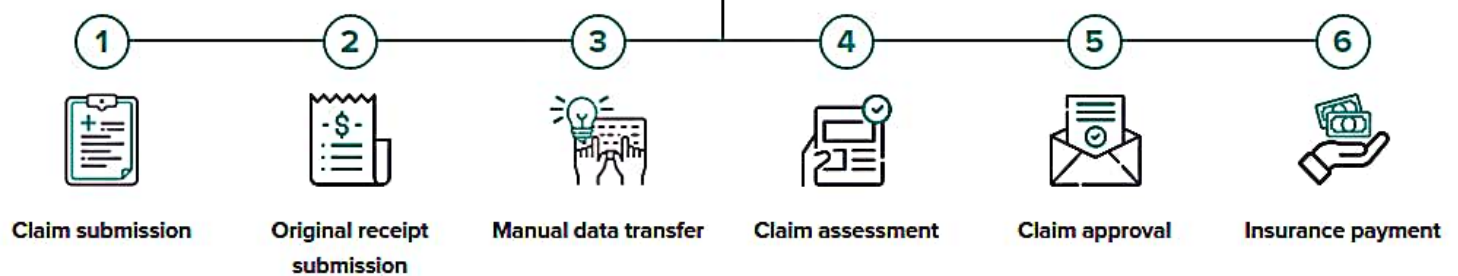 1 2 3 4 5 6
$
Claim submission
Original receipt
submission
Manual data transfer
Claim assessment
Claim approval
Insurance payment